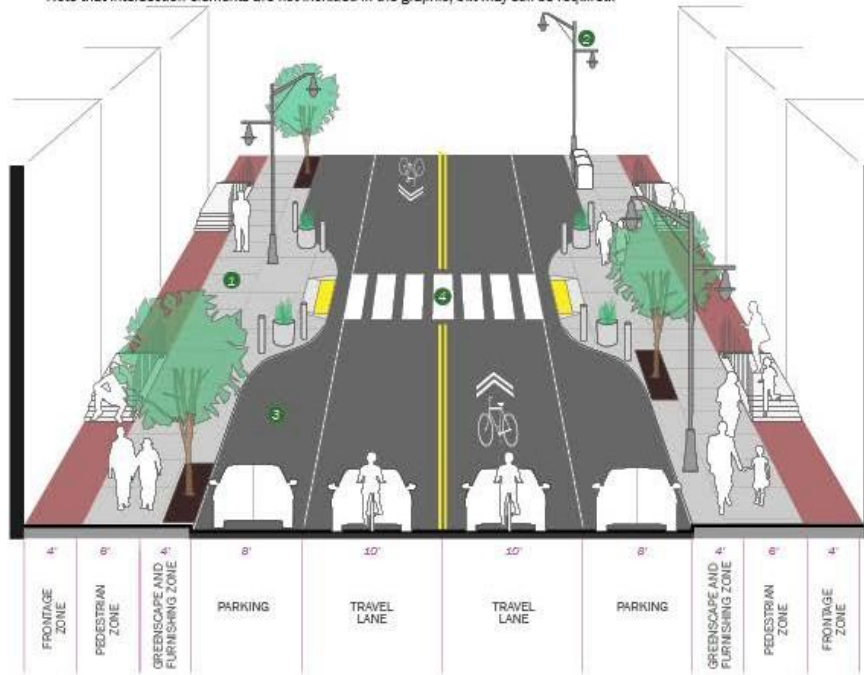 Note that intersection elements are not included in the graphic, but may still be required.
2
1
4
3
4' 6' 4' 8' 10' 10' 8' 4' 6' 4'
FRONTAGE
ZONE
PEDESTRIAN
ZONE
GREENSCAPE AND
FURNISHING ZONE
PARKING
TRAVEL
LANE
TRAVEL
LANE
PARKING
GREENSCAPE AND
FURNISHING ZONE
PEDESTRIAN
ZONE
FRONTAGE
ZONE